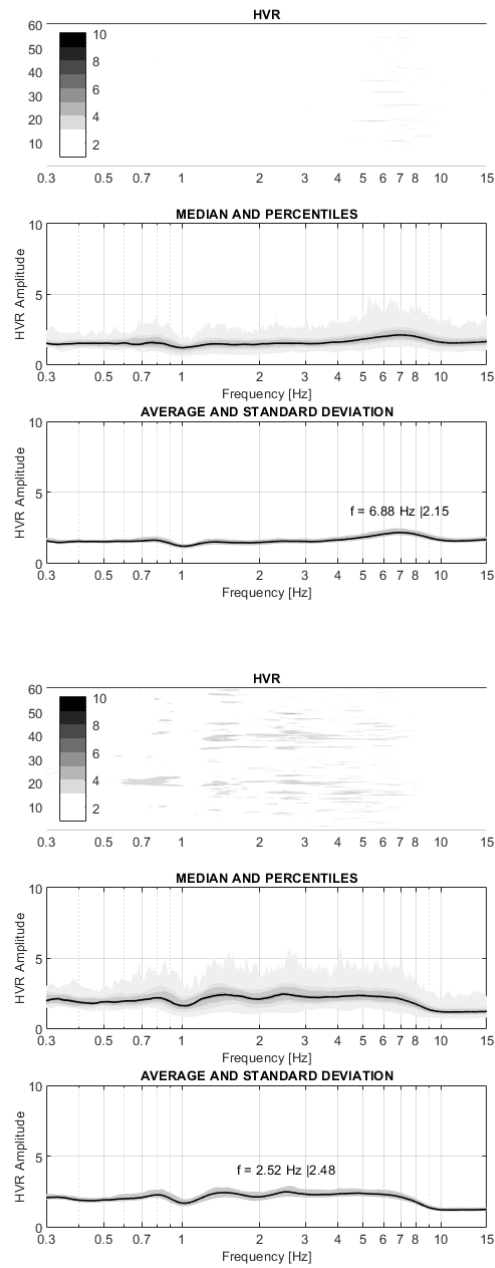 HVR
60
50
40
30
20
10
10
8
6
4
2
0.3 0.5 0.7 1 2 3 4 5 6 7 8 10 15
MEDIAN AND PERCENTILES
HVR Amplitude
10
5
0
0.3 0.5 0.7 1 2 3 4 5 6 7 8 10 15
Frequency [Hz]
AVERAGE AND STANDARD DEVIATION
HVR Amplitude
10
5
0
f = 6.88 Hz |2.15
0.3 0.5 0.7 1 2 3 4 5 6 7 8 10 15
Frequency [Hz]
HVR
60
50
40
30
20
10
10
8
6
4
2
0.3 0.5 0.7 1 2 3 4 5 6 7 8 10 15
MEDIAN AND PERCENTILES
HVR Amplitude
10
5
0
0.3 0.5 0.7 1 2 3 4 5 6 7 8 10 15
Frequency [Hz]
AVERAGE AND STANDARD DEVIATION
HVR Amplitude
10
5
0
f = 2.52 Hz |2.48
0.3 0.5 0.7 1 2 3 4 5 6 7 8 10 15
Frequency [Hz]